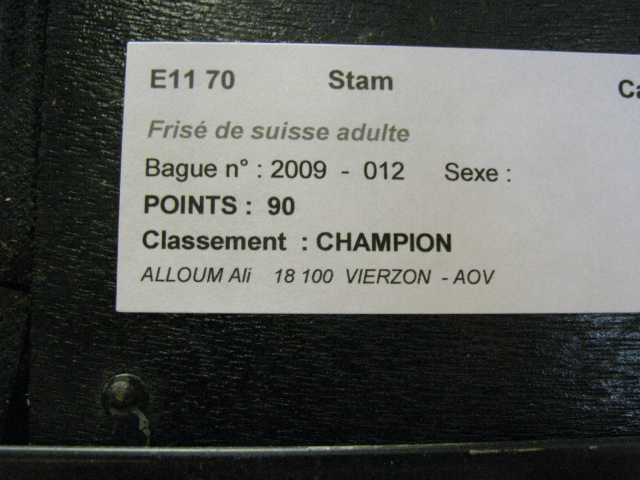 E11 70 Stam Ca
Frisé de suisse adulte
Bague n° : 2009 - 012 Sexe :
POINTS : 90
Classement : CHAMPION
ALLOUM Ali 18 100 VIERZON - AOV